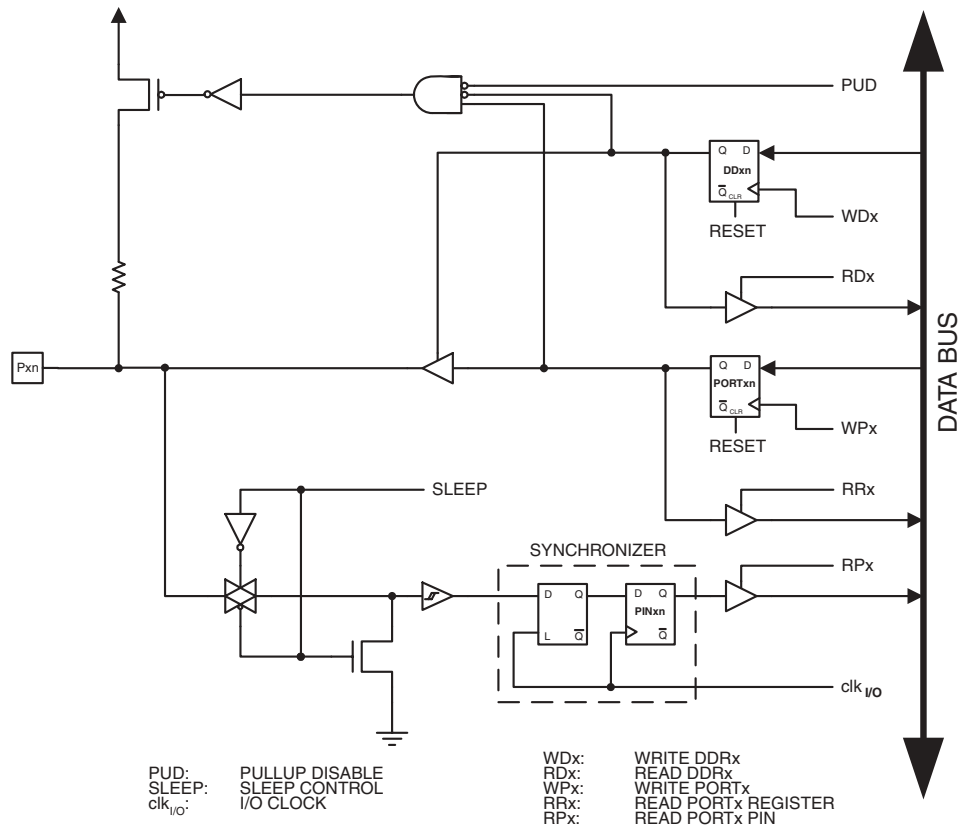 PUD
Q D
DDxn
Q CLR
WDx
RESET
RDx
Pxn
Q D
PORTxn
Q CLR
WPx
RESET
DATA BUS
SLEEP
RRx
SYNCHRONIZER
RPx
D Q
L Q
D Q
PINxn
Q
clk I/O
PUD: PULLUP DISABLE
SLEEP: SLEEP CONTROL
clkI/O: I/O CLOCK
WDx: WRITE DDRx
RDx: READ DDRx
WPx: WRITE PORTx
RRx: READ PORTx REGISTER
RPx: READ PORTx PIN